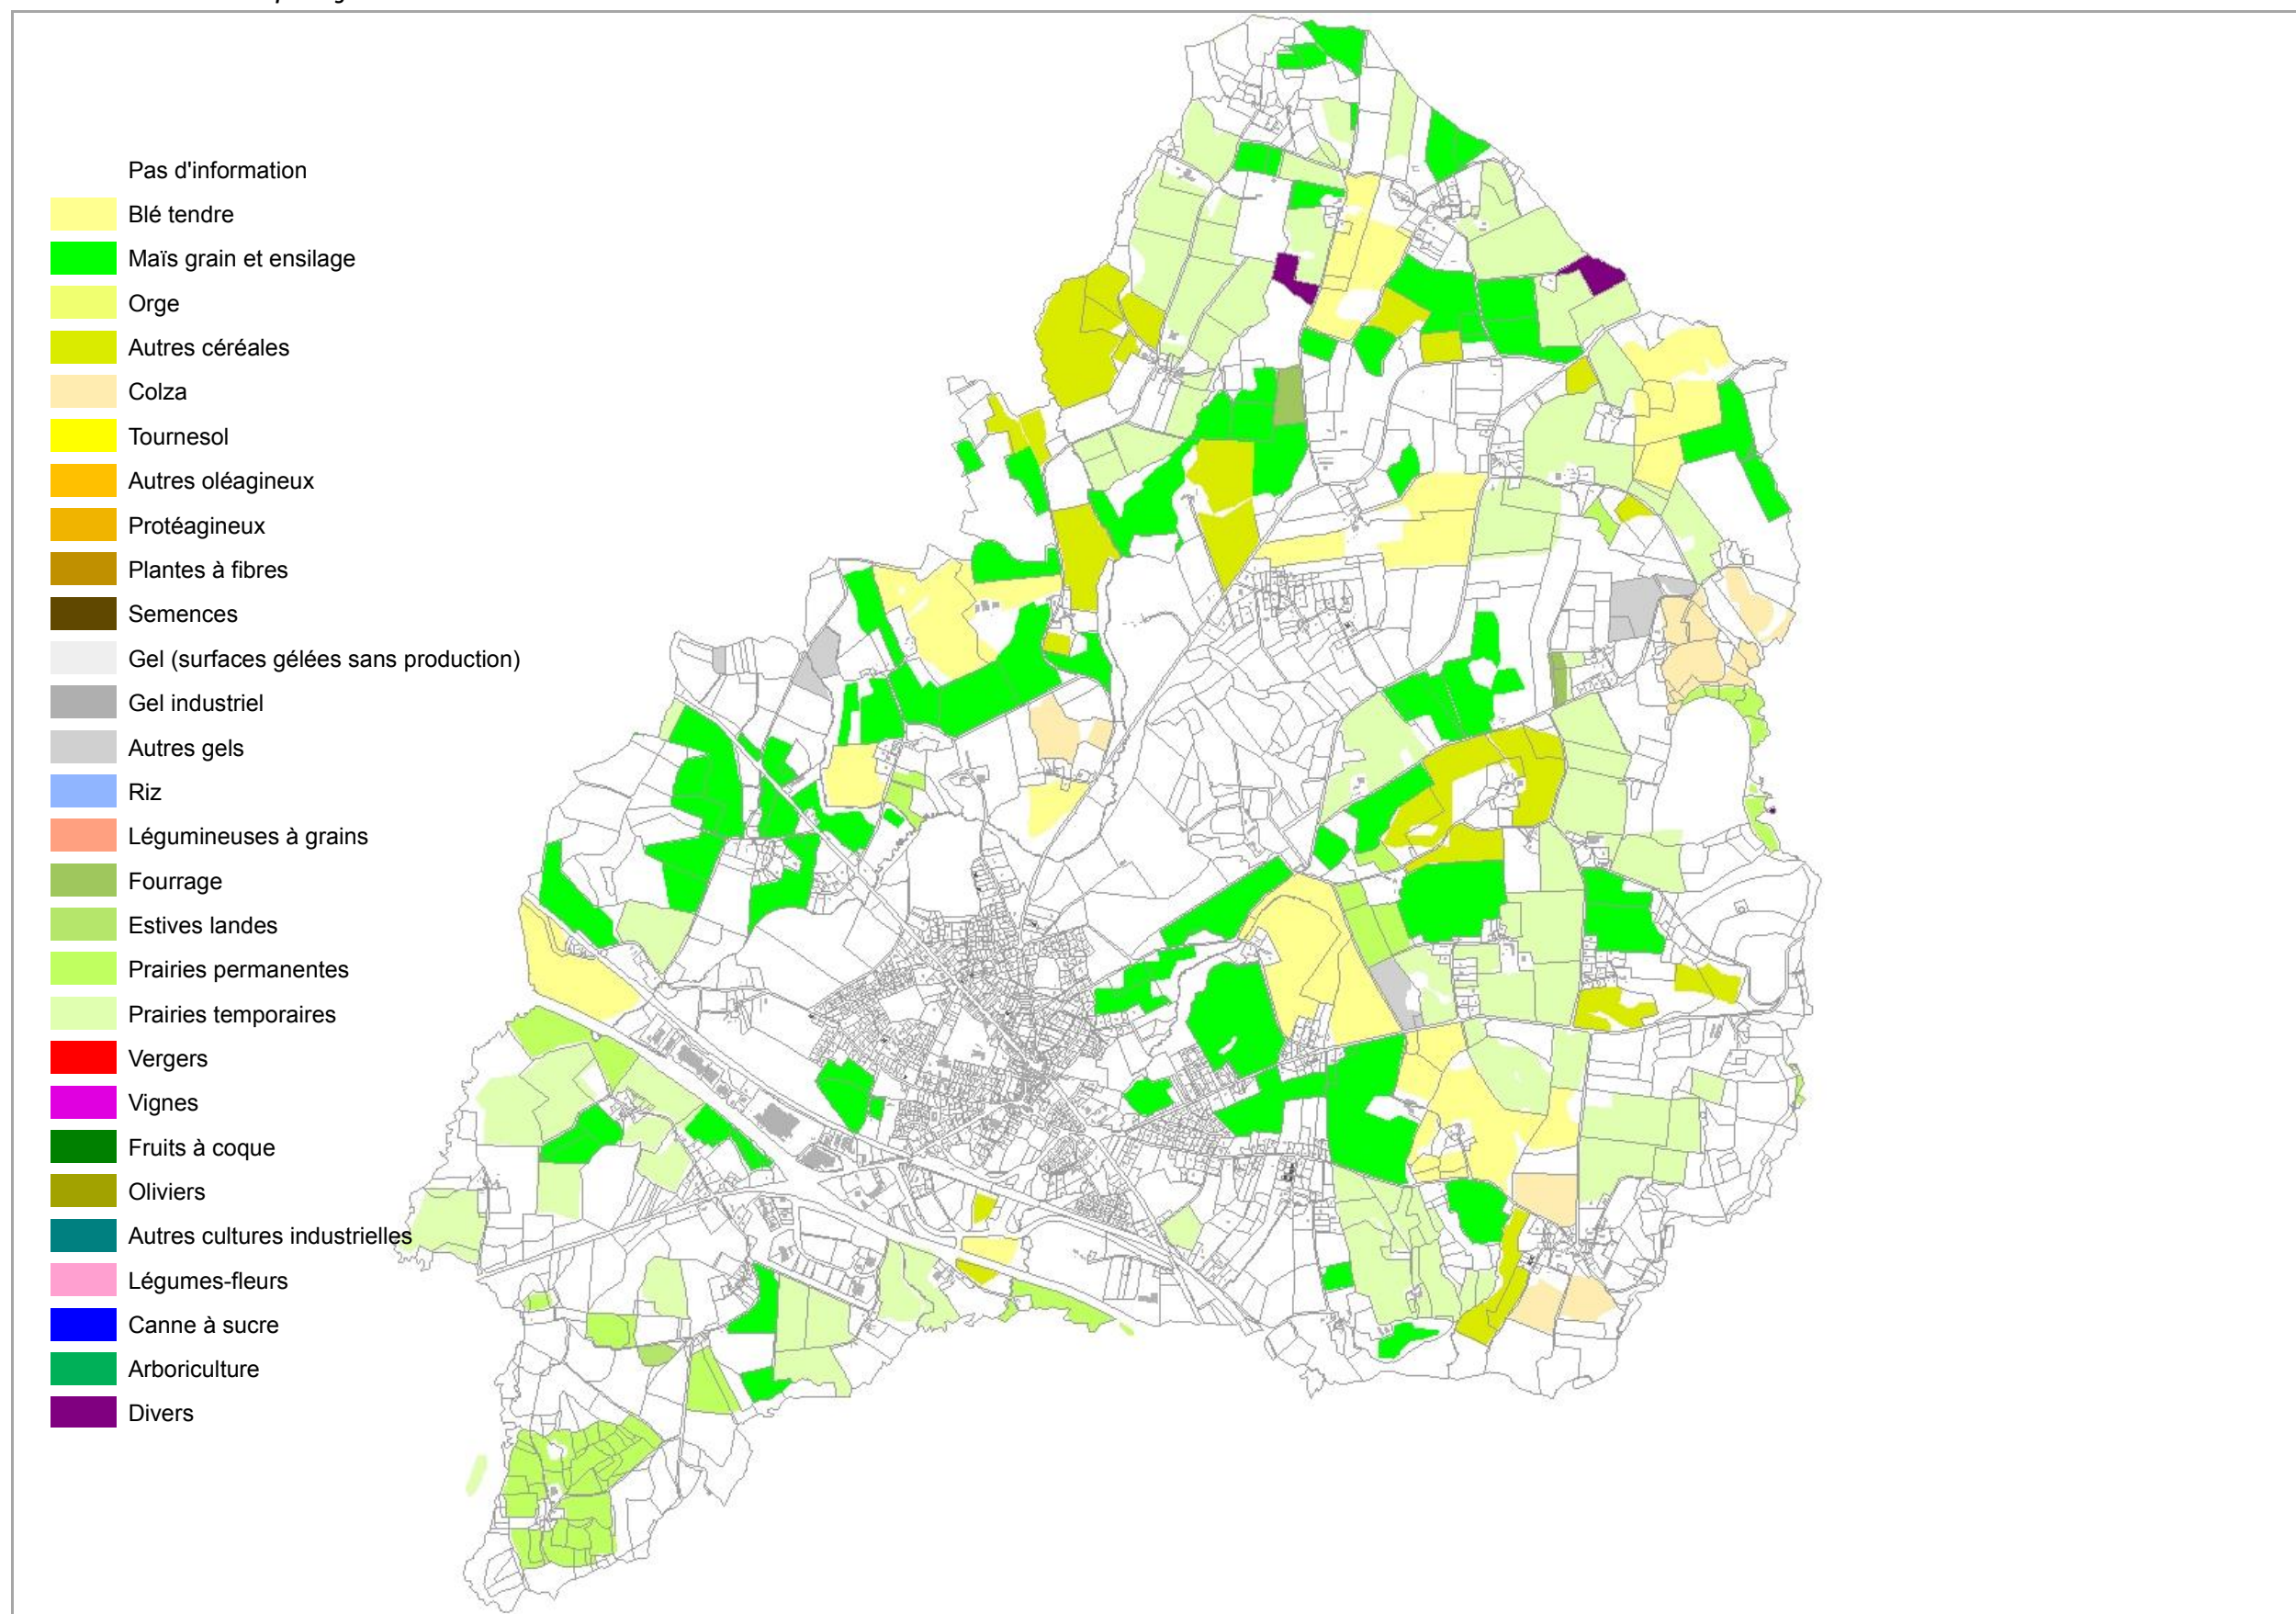 Pas d'information
Blé tendre
Maïs grain et ensilage
Orge
Autres céréales
Colza
Tournesol
Autres oléagineux
Protéagineux
Plantes à fibres
Semences
Gel (surfaces gélées sans production)
Gel industriel
Autres gels
Riz
Légumineuses à grains
Fourrage
Estives landes
Prairies permanentes
Prairies temporaires
Vergers
Vignes
Fruits à coque
Oliviers
Autres cultures industrielles
Légumes-fleurs
Canne à sucre
Arboriculture
Divers